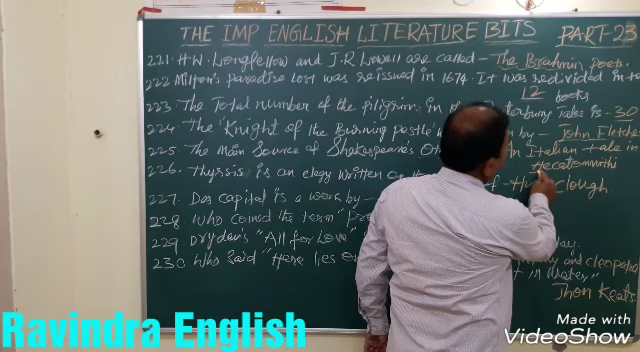 THE IMP ENGLISH LITERATURE BITS PART-23
221. H.W. Longfellow and J.R Lowell are called - The Brahmin poets.
222 Milton's paradise lost was reissued in 1674. It was redivided in to
12 books
223 The Total number of the piligrims in the Tales is - 30
224 The "Knight of the Burning pestle by - John Fletche
225 The Main Source of Shakespeare's Italian tale in
Hecatommithi
226. Thyrsis is an elegy written on the of - Clough
227. Das capital is a work by -
228. Who coined the term
229. Dryden's "All for Love" and cleopatra
230. Who said "Here lies in water"
Jhon Keats
Ravindra English
Made with
VideoShow